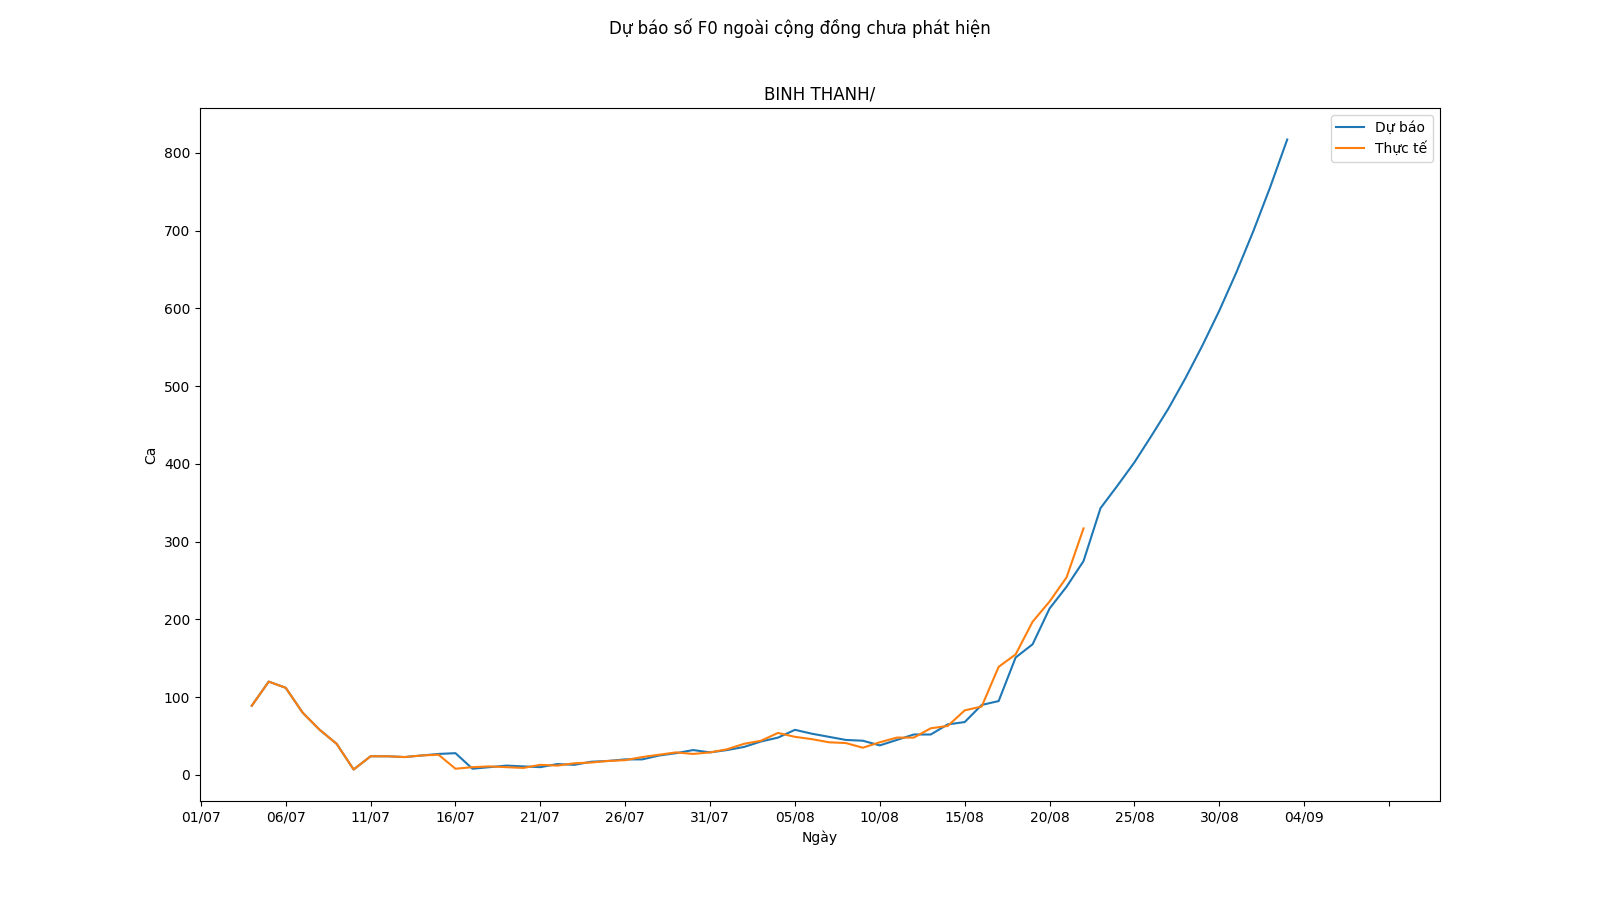 Dự báo số F0 ngoài cộng đồng chưa phát hiện
BINH THANH/
Dự báo
Thực tế
800
700
600
500
400
300
200
100
0
Ca
01/07 06/07 11/07 16/07 21/07 26/07 31/07 05/08 10/08 15/08 20/08 25/08 30/08 04/09
Ngày